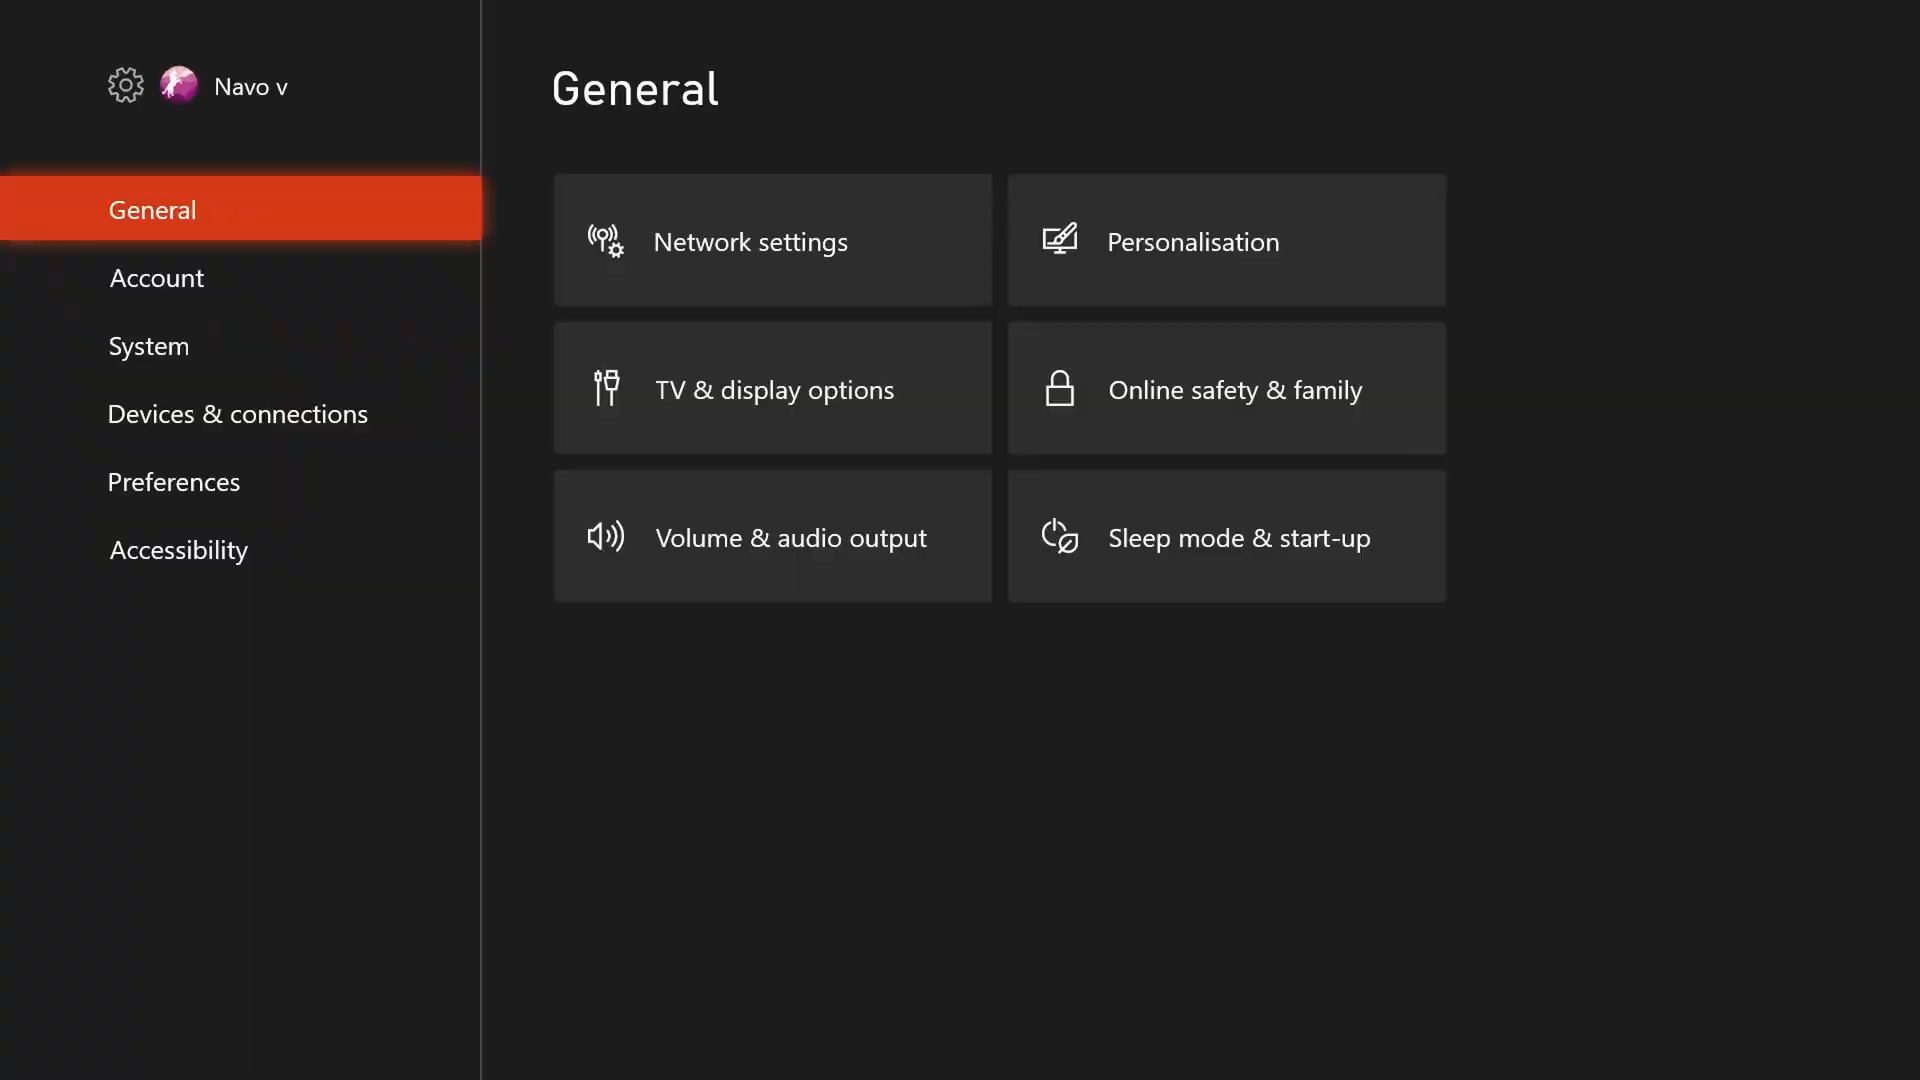 Navo v
General
Account
System
Devices & connections
Preferences
Accessibility
General
Network settings
Personalisation
TV & display options
Online safety & family
Volume & audio output
Sleep mode & start-up